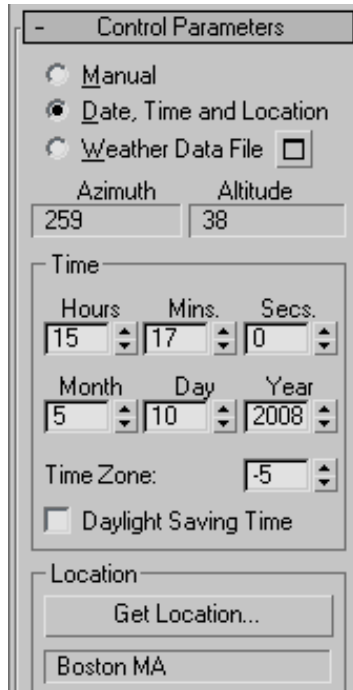 - Control Parameters
Manual
Date, Time and Location
Weather Data File
Azimuth Altitude
259 38
Time
Hours Mins. Secs.
15 17 0
Month Day Year
5 10 2008
Time Zone: -5
Daylight Saving Time
Location
Get Location...
Boston MA